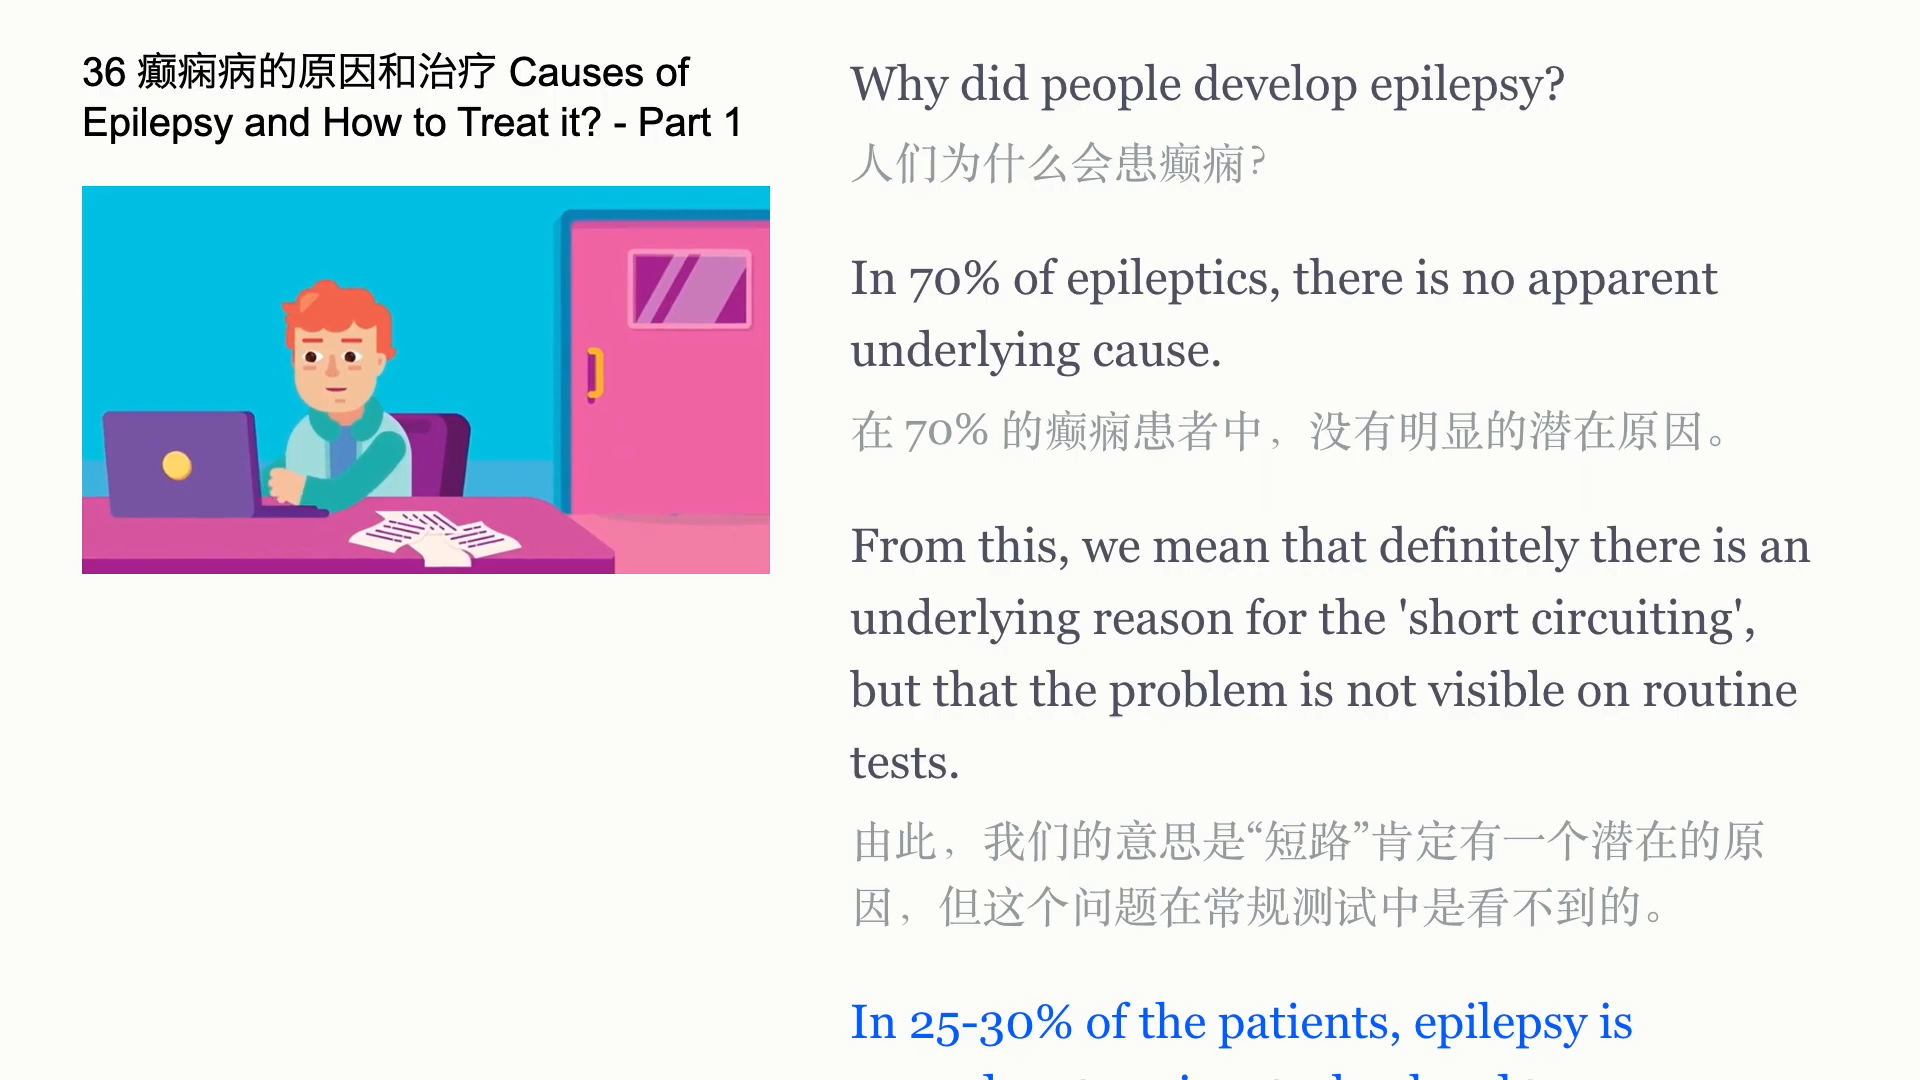 36 癫痫病的原因和治疗 Causes of
Epilepsy and How to Treat it? - Part 1
Why did people develop epilepsy?
人们为什么会患癫痫？
In 70% of epileptics, there is no apparent
underlying cause.
在 70% 的癫痫患者中，没有明显的潜在原因。
From this, we mean that definitely there is an
underlying reason for the 'short circuiting',
but that the problem is not visible on routine
tests.
由此，我们的意思是“短路”肯定有一个潜在的原
因，但这个问题在常规测试中是看不到的。
In 25-30% of the patients, epilepsy is